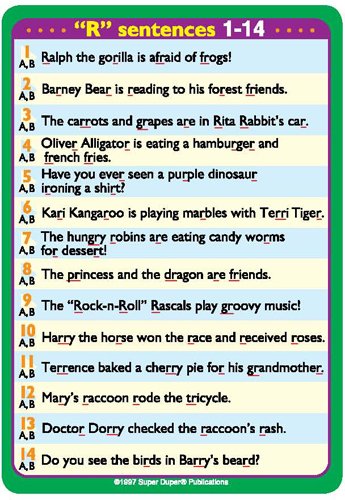 "R" sentences 1-14
1 A,B Ralph the gorilla is afraid of frogs!
2 A,B Barney Bear is reading to his forest friends.
3 A,B The carrots and grapes are in Rita Rabbit's car.
4 A,B Oliver Alligator is eating a hamburger and
french fries.
5 A,B Have you ever seen a purple dinosaur
ironing a shirt?
6 A,B Kari Kangaroo is playing marbles with Terri Tiger.
7 A,B The hungry robins are eating candy worms
for dessert!
8 A,B The princess and the dragon are friends.
9 A,B The "Rock-n-Roll" Rascals play groovy music!
10 A,B Harry the horse won the race and received roses.
11 A,B Terrence baked a cherry pie for his grandmother.
12 A,B Mary's raccoon rode the tricycle.
13 A,B Doctor Dorry checked the raccoon's rash.
14 A,B Do you see the birds in Barry's beard?
©1997 Super Duper® Publications